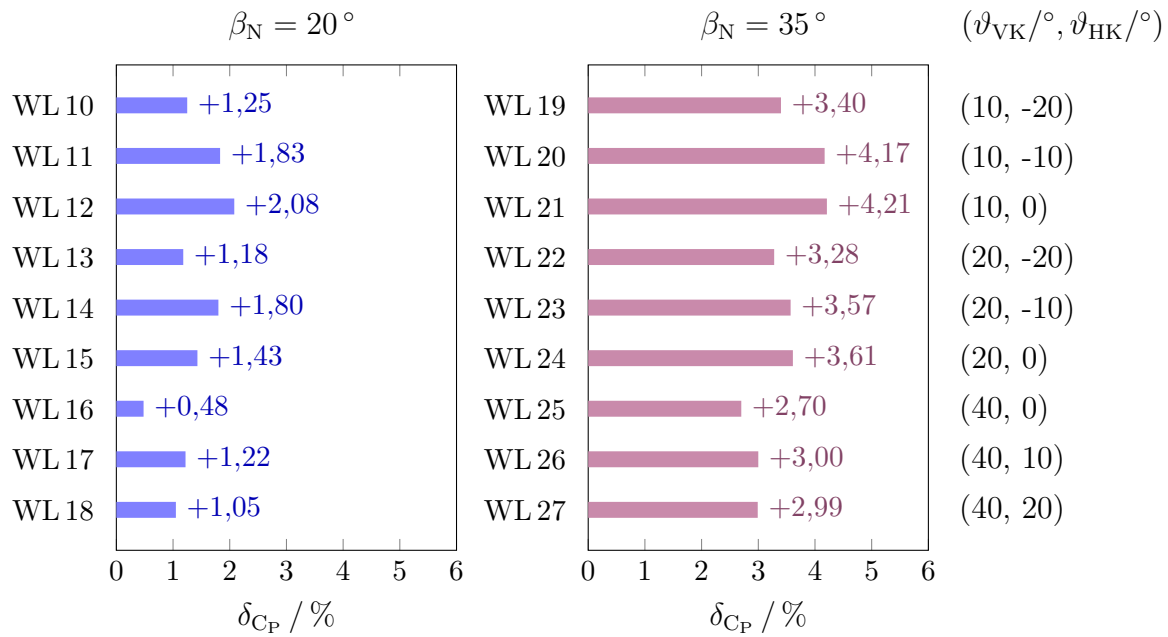 β_N = 20° β_N = 35° (ϑ_VK/°, ϑ_HK/°)
WL 10 +1,25 WL 19 +3,40 (10, -20)
WL 11 +1,83 WL 20 +4,17 (10, -10)
WL 12 +2,08 WL 21 +4,21 (10, 0)
WL 13 +1,18 WL 22 +3,28 (20, -20)
WL 14 +1,80 WL 23 +3,57 (20, -10)
WL 15 +1,43 WL 24 +3,61 (20, 0)
WL 16 +0,48 WL 25 +2,70 (40, 0)
WL 17 +1,22 WL 26 +3,00 (40, 10)
WL 18 +1,05 WL 27 +2,99 (40, 20)
0 1 2 3 4 5 6 0 1 2 3 4 5 6
δ_{C_P} / % δ_{C_P} / %